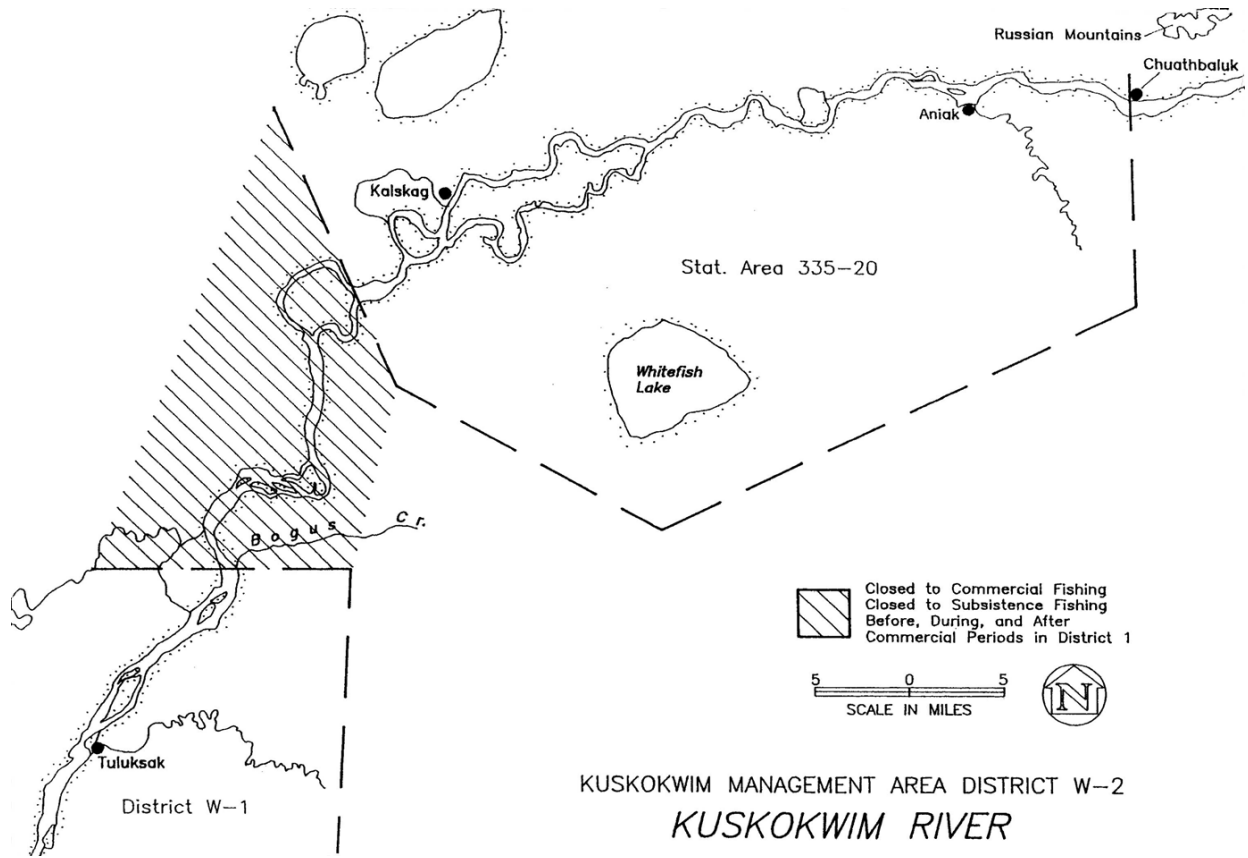 Russian Mountains
Chuathbaluk
Aniak
Kalskag
Stat. Area 335-20
Whitefish
Lake
Bogus Cr.
Closed to Commercial Fishing
Closed to Subsistence Fishing
Before, During, and After
Commercial Periods in District 1
5 0 5
SCALE IN MILES
N
Tuluksak
District W-1
KUSKOKWIM MANAGEMENT AREA DISTRICT W-2
KUSKOKWIM RIVER